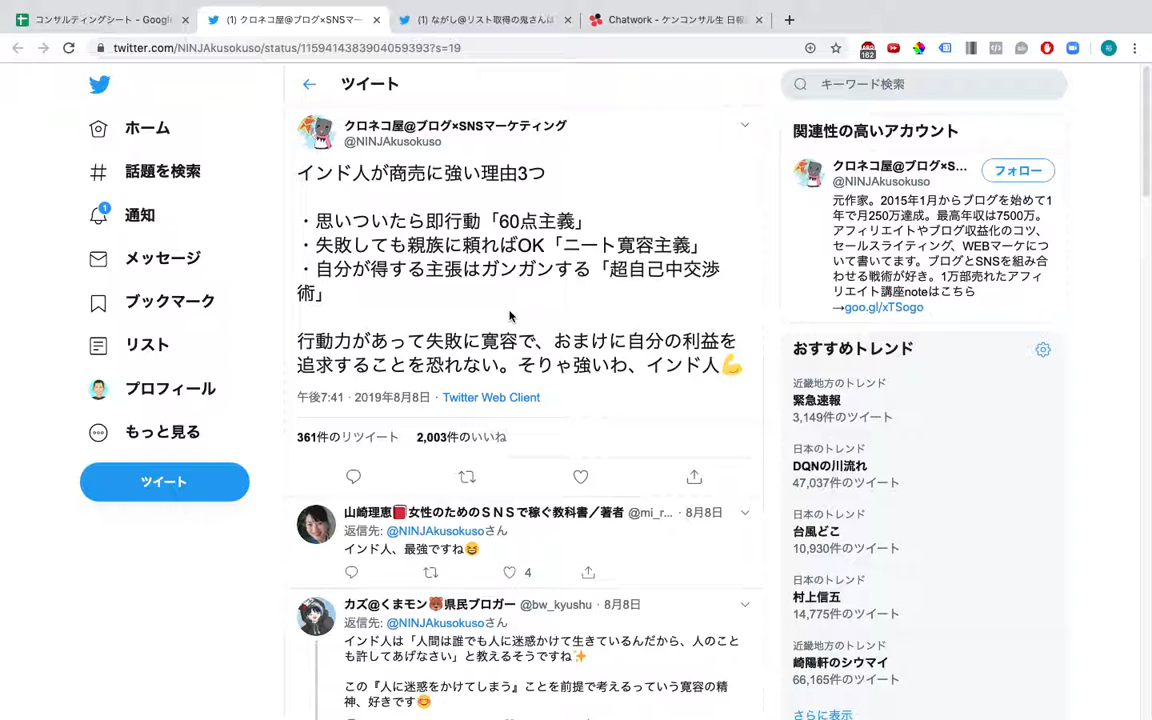 コンサルティングシート - Google
(1) クロネコ屋@ブログ×SNSマー
(1) ながし@リスト取得の鬼さんは
Chatwork - ケンコンサル生 日報
twitter.com/NINJAkusokuso/status/1159414383904059393?s=19
162
ツイート
キーワード検索
ホーム
話題を検索
1
通知
メッセージ
ブックマーク
リスト
プロフィール
もっと見る
ツイート
クロネコ屋@ブログ×SNSマーケティング
@NINJAkusokuso
インド人が商売に強い理由3つ
・思いついたら即行動「60点主義」
・失敗しても親族に頼ればOK「ニート寛容主義」
・自分が得する主張はガンガンする「超自己中交渉
術」
行動力があって失敗に寛容で、おまけに自分の利益を
追求することを恐れない。そりゃ強いわ、インド人💪
午後7:41 · 2019年8月8日 · Twitter Web Client
361件のリツイート 2,003件のいいね
山崎理恵📕女性のためのＳＮＳで稼ぐ教科書／著者 @mi_r... · 8月8日
返信先: @NINJAkusokusoさん
インド人、最強ですね😆
4
カズ@くまモン🐻県民ブロガー @bw_kyushu · 8月8日
返信先: @NINJAkusokusoさん
インド人は「人間は誰でも人に迷惑かけて生きているんだから、人のこと
も許してあげなさい」と教えるそうですね✨
この『人に迷惑をかけてしまう』ことを前提で考えるっていう寛容の精
神、好きです😊
関連性の高いアカウント
クロネコ屋@ブログ×S...
@NINJAkusokuso
フォロー
元作家。2015年1月からブログを始めて1
年で月250万達成。最高年収は7500万。
アフィリエイトやブログ収益化のコツ、
セールスライティング、WEBマーケにつ
いて書いてます。ブログとSNSを組み合
わせる戦術が好き。1万部売れたアフィ
リエイト講座noteはこちら
→goo.gl/xTSogo
おすすめトレンド
近畿地方のトレンド
緊急速報
3,149件のツイート
日本のトレンド
DQNの川流れ
47,037件のツイート
日本のトレンド
台風どこ
10,930件のツイート
日本のトレンド
村上信五
14,775件のツイート
近畿地方のトレンド
崎陽軒のシウマイ
66,165件のツイート
さらに表示